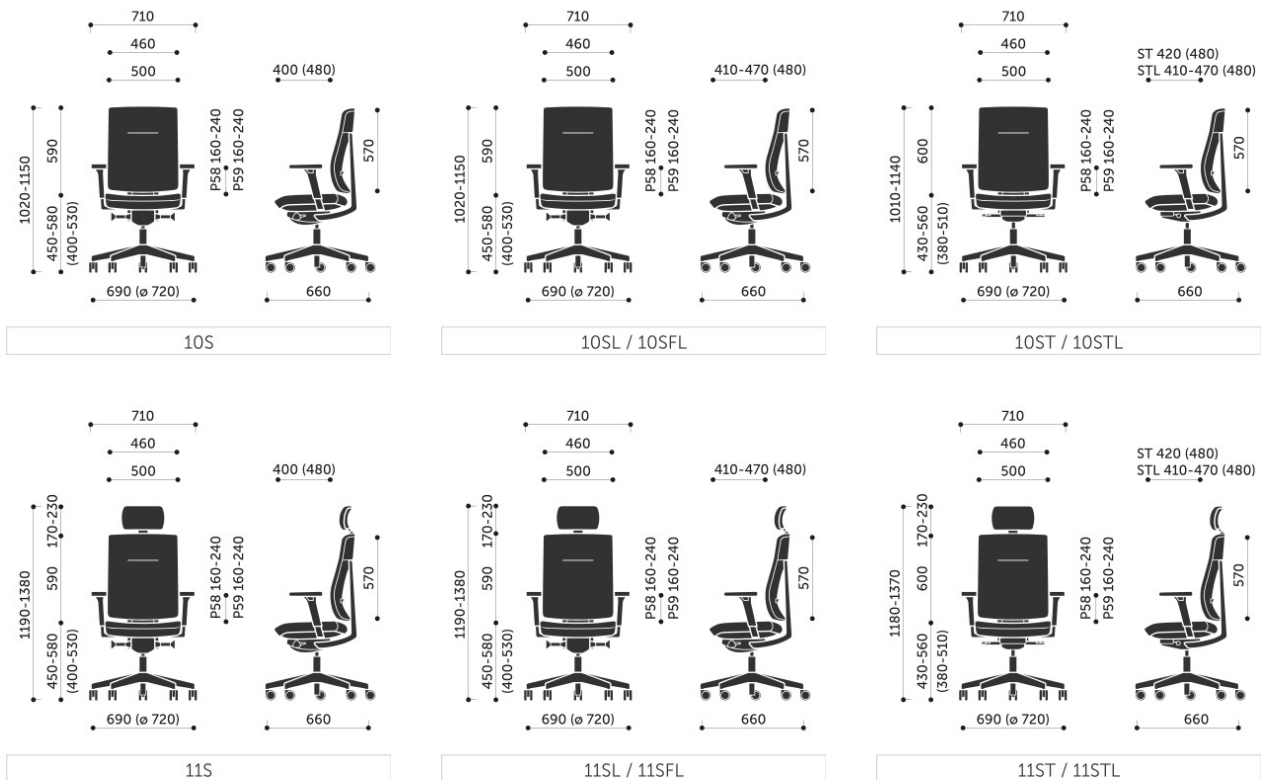 710
460
500
400 (480)
1020-1150
590
450-580
(400-530)
P58 160-240
P59 160-240
570
690 (ø 720)
660
10S
710
460
500
410-470 (480)
1020-1150
590
450-580
(400-530)
P58 160-240
P59 160-240
570
690 (ø 720)
660
10SL / 10SFL
710
460
500
ST 420 (480)
STL 410-470 (480)
1010-1140
600
430-560
(380-510)
P58 160-240
P59 160-240
570
690 (ø 720)
660
10ST / 10STL
710
460
500
400 (480)
1190-1380
170-230
590
450-580
(400-530)
P58 160-240
P59 160-240
570
690 (ø 720)
660
11S
710
460
500
410-470 (480)
1190-1380
170-230
590
450-580
(400-530)
P58 160-240
P59 160-240
570
690 (ø 720)
660
11SL / 11SFL
710
460
500
ST 420 (480)
STL 410-470 (480)
1180-1370
170-230
600
430-560
(380-510)
P58 160-240
P59 160-240
570
690 (ø 720)
660
11ST / 11STL